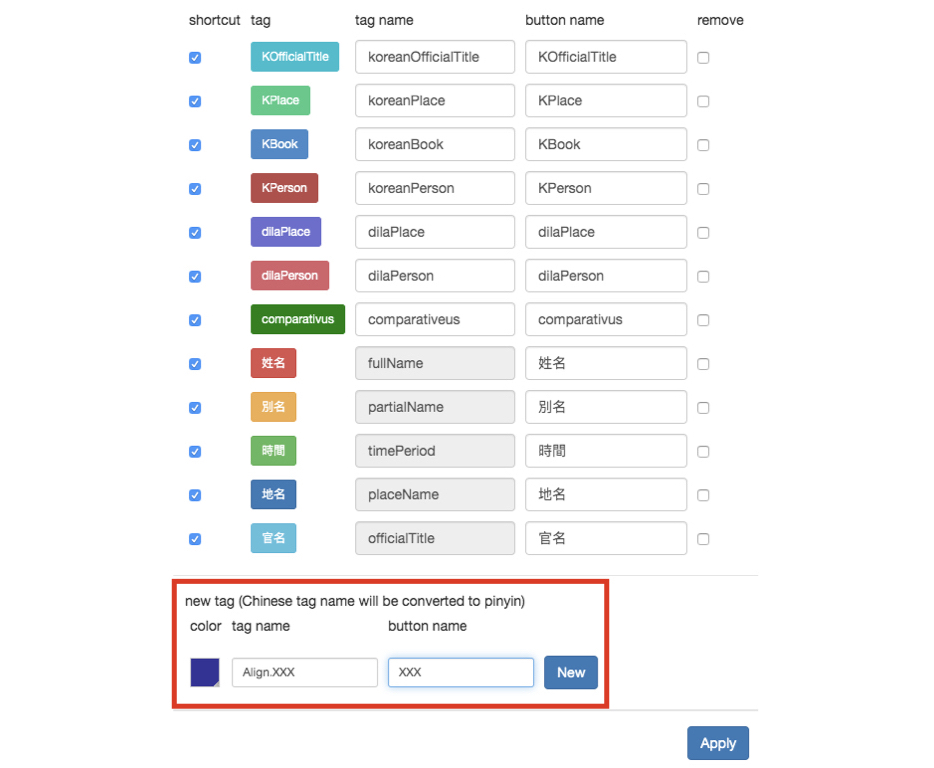 shortcut tag tag name button name remove
KOfficialTitle koreanOfficialTitle KOfficialTitle
KPlace koreanPlace KPlace
KBook koreanBook KBook
KPerson koreanPerson KPerson
dilaPlace dilaPlace dilaPlace
dilaPerson dilaPerson dilaPerson
comparativus comparativeus comparativus
姓名 fullName 姓名
別名 partialName 別名
時間 timePeriod 時間
地名 placeName 地名
官名 officialTitle 官名
new tag (Chinese tag name will be converted to pinyin)
color tag name button name
Align.XXX XXX New
Apply